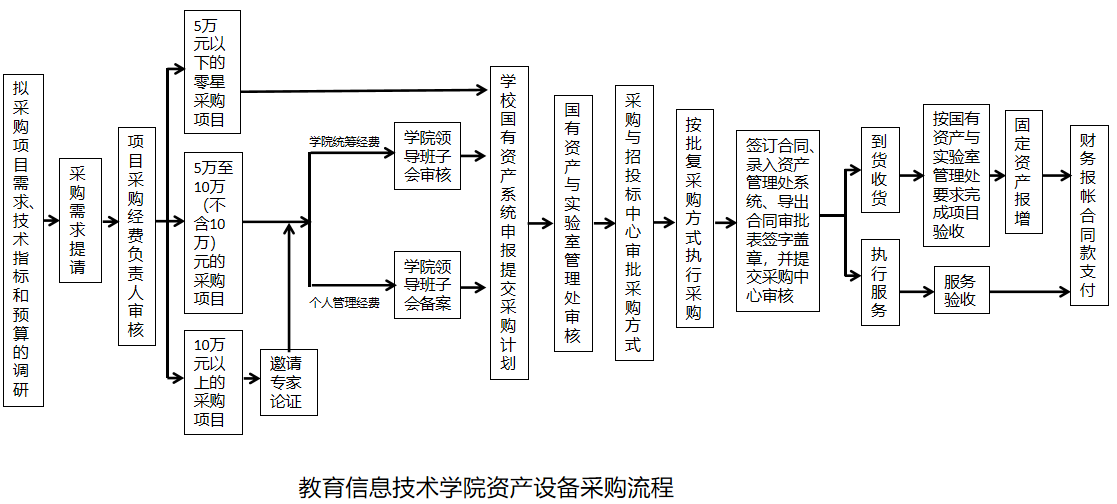 拟采购项目需求、技术指标和预算的调研
采购需求提请
项目采购经费负责人审核
5万
元以
下的
零星
采购
项目
5万至
10万
（不
含10
万）
元的
采购
项目
10万
元以
上的
采购
项目
邀请
专家
论证
学院统筹经费
学院领
导班子
会审核
个人管理经费
学院领
导班子
会备案
学校国有资产系统申报提交采购计划
国有资产与实验室管理处审核
采购与招投标中心审批采购方式
按批复采购方式执行采购
签订合同、
录入资产
管理处系
统、导出
合同审批
表签字盖
章，并提
交采购中
心审核
到货收货
执行服务
按国有
资产与
实验室
管理处
要求完
成项目
验收
服务
验收
固定资产报增
财务报帐合同款支付
教育信息技术学院资产设备采购流程